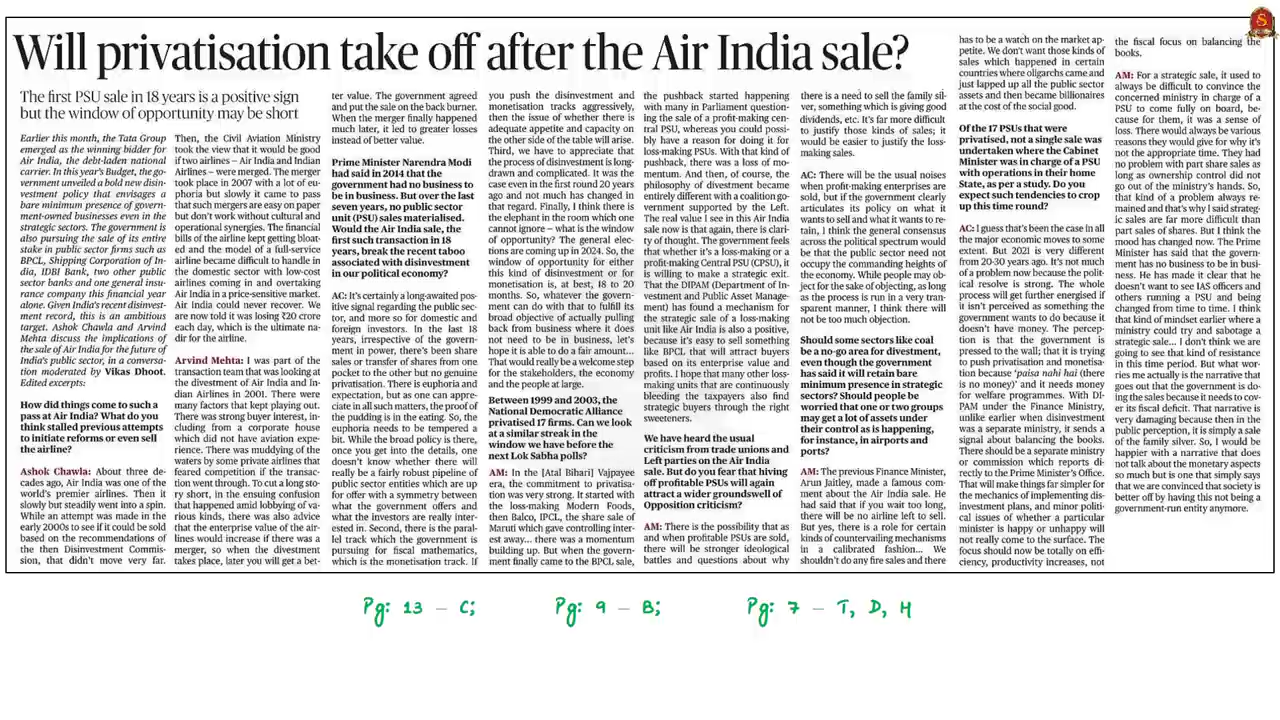 Will privatisation take off after the Air India sale?
The first PSU sale in 18 years is a positive sign
but the window of opportunity may be short
Earlier this month, the Tata Group
emerged as the winning bidder for
Air India, the debt-laden national
carrier. In this year's Budget, the go-
vernment unveiled a bold new disin-
vestment policy that envisages a
bare minimum presence of govern-
ment-owned businesses even in the
strategic sectors. The government
is also pursuing the sale of its entire
stake in public sector firms such as
BPCL, Shipping Corporation of In-
dia, IDBI Bank, two other public
sector banks and one general insu-
rance company this financial year
alone. Given India's recent disinvest-
ment record, this is an ambitious
target. Ashok Chawla and Arvind
Mehta discuss the implications of
the sale of Air India for the future of
India's public sector, in a conversa-
tion moderated by Vikas Dhoot.
Edited excerpts:
How did things come to such a
pass at Air India? What do you
think stalled previous attempts
to initiate reforms or even sell
the airline?
Ashok Chawla: About three de-
cades ago, Air India was one of the
world's premier airlines. Then it
slowly but steadily went into a spin.
While an attempt was made in the
early 2000s to see if it could be sold
based on the recommendations of
the then Disinvestment Commis-
sion, that didn't move very far.
Then, the Civil Aviation Ministry
took the view that it would be good
if two airlines – Air India and Indian
Airlines – were merged. The merger
took place in 2007 with a lot of eu-
phoria but slowly it came to pass
that such mergers are easy on paper
but don't work without cultural and
operational synergies. The financial
bills of the airline kept getting bloat-
ed and the model of a full-service
airline became difficult to handle in
the domestic sector with low-cost
airlines coming in and overtaking
Air India in a price-sensitive market.
Air India could never recover. We
are now told it was losing ₹20 crore
each day, which is the ultimate na-
dir for the airline.
Arvind Mehta: I was part of the
transaction team that was looking at
the divestment of Air India and In-
dian Airlines in 2001. There were
many factors that kept playing out.
There was strong buyer interest, in-
cluding from a corporate house
which did not have aviation expe-
rience. There was muddying of the
waters by some private airlines that
feared competition if the transac-
tion went through. To cut a long sto-
ry short, in the ensuing confusion
that happened amid lobbying of va-
rious kinds, there was also advice
that the enterprise value of the air-
lines would increase if there was a
merger, so when the divestment
takes place, later you will get a bet-
ter value. The government agreed
and put the sale on the back burner.
When the merger finally happened
much later, it led to greater losses
instead of better value.
Prime Minister Narendra Modi
had said in 2014 that the
government had no business to
be in business. But over the last
seven years, no public sector
unit (PSU) sales materialised.
Would the Air India sale, the
first such transaction in 18
years, break the recent taboo
associated with disinvestment
in our political economy?
AC: It's certainly a long-awaited pos-
itive signal regarding the public sec-
tor, and more so for domestic and
foreign investors. In the last 18
years, irrespective of the govern-
ment in power, there's been share
sales or transfer of shares from one
pocket to the other but no genuine
privatisation. There is euphoria and
expectation, but as one can appre-
ciate in all such matters, the proof of
the pudding is in the eating. So, the
euphoria needs to be tempered a
bit. While the broad policy is there,
once you get into the details, one
doesn't know whether there will
really be a fairly robust pipeline of
public sector entities which are up
for offer with a symmetry between
what the government offers and
what the investors are really inter-
ested in. Second, there is the paral-
lel track which the government is
pursuing for fiscal mathematics,
which is the monetisation track. If
you push the disinvestment and
monetisation tracks aggressively,
then the issue of whether there is
adequate appetite and capacity on
the other side of the table will arise.
Third, we have to appreciate that
the process of disinvestment is long-
drawn and complicated. It was the
case even in the first round 20 years
ago and not much has changed in
that regard. Finally, I think there is
the elephant in the room which one
cannot ignore – what is the window
of opportunity? The general elec-
tions are coming up in 2024. So, the
window of opportunity for either
this kind of disinvestment or for
monetisation is, at best, 18 to 20
months. So, whatever the govern-
ment can do with that to fulfil its
broad objective of actually pulling
back from business where it does
not need to be in business, let's
hope it is able to do a fair amount...
That would really be a welcome step
for the stakeholders, the economy
and the people at large.
Between 1999 and 2003, the
National Democratic Alliance
privatised 17 firms. Can we look
at a similar streak in the
window we have before the
next Lok Sabha polls?
AM: In the [Atal Bihari] Vajpayee
era, the commitment to privatisa-
tion was very strong. It started with
the loss-making Modern Foods,
then Balco, IPCL, the share sale of
Maruti which gave controlling inter-
est away... there was a momentum
building up. But when the govern-
ment finally came to the BPCL sale,
the pushback started happening
with many in Parliament question-
ing the sale of a profit-making cen-
tral PSU, whereas you could possi-
bly have a reason for doing it for
loss-making PSUs. With that kind of
pushback, there was a loss of mo-
mentum. And then, of course, the
philosophy of divestment became
entirely different with a coalition go-
vernment supported by the Left.
The real value I see in this Air India
sale now is that again, there is clari-
ty of thought. The government feels
that whether it's a loss-making or a
profit-making Central PSU (CPSU), it
is willing to make a strategic exit.
That the DIPAM (Department of In-
vestment and Public Asset Manage-
ment) has found a mechanism for
the strategic sale of a loss-making
unit like Air India is also a positive,
because it's easy to sell something
like BPCL that will attract buyers
based on its enterprise value and
profits. I hope that many other loss-
making units that are continuously
bleeding the taxpayers also find
strategic buyers through the right
sweeteners.
We have heard the usual
criticism from trade unions and
Left parties on the Air India
sale. But do you fear that hiving
off profitable PSUs will again
attract a wider groundswell of
Opposition criticism?
AM: There is the possibility that as
and when profitable PSUs are sold,
there will be stronger ideological
battles and questions about why
there is a need to sell the family sil-
ver, something which is giving good
dividends, etc. It's far more difficult
to justify those kinds of sales; it
would be easier to justify the loss-
making sales.
AC: There will be the usual noises
when profit-making enterprises are
sold, but if the government clearly
articulates its policy on what it
wants to sell and what it wants to re-
tain, I think the general consensus
across the political spectrum would
be that the public sector need not
occupy the commanding heights of
the economy. While people may ob-
ject for the sake of objecting, as long
as the process is run in a very tran-
sparent manner, I think there will
not be too much objection.
Should some sectors like coal
be a no-go area for divestment,
even though the government
has said it will retain bare
minimum presence in strategic
sectors? Should people be
worried that one or two groups
may get a lot of assets under
their control as is happening,
for instance, in airports and
ports?
AM: The previous Finance Minister,
Arun Jaitley, made a famous com-
ment about the Air India sale. He
had said that if you wait too long,
there will be no airline left to sell.
But yes, there is a role for certain
kinds of countervailing mechanisms
in a calibrated fashion... We
shouldn't do any fire sales and there
has to be a watch on the market ap-
petite. We don't want those kinds of
sales which happened in certain
countries where oligarchs came and
just lapped up all the public sector
assets and then became billionaires
at the cost of the social good.
Of the 17 PSUs that were
privatised, not a single sale was
undertaken where the Cabinet
Minister was in charge of a PSU
with operations in their home
State, as per a study. Do you
expect such tendencies to crop
up this time round?
AC: I guess that's been the case in all
the major economic moves to some
extent. But 2021 is very different
from 20-30 years ago. It's not much
of a problem now because the polit-
ical resolve is strong. The whole
process will get further energised if
it isn't perceived as something the
government wants to do because it
doesn't have money. The percep-
tion is that the government is
pressed to the wall; that it is trying
to push privatisation and monetisa-
tion because 'paisa nahi hai (there
is no money)' and it needs money
for welfare programmes. With DI-
PAM under the Finance Ministry,
unlike earlier when disinvestment
was a separate ministry, it sends a
signal about balancing the books.
There should be a separate ministry
or commission which reports di-
rectly to the Prime Minister's Office.
That will make things far simpler for
the mechanics of implementing dis-
investment plans, and minor polit-
ical issues of whether a particular
minister is happy or unhappy will
not really come to the surface. The
focus should now be totally on effi-
ciency, productivity increases, not
the fiscal focus on balancing the
books.
AM: For a strategic sale, it used to
always be difficult to convince the
concerned ministry in charge of a
PSU to come fully on board, be-
cause for them, it was a sense of
loss. There would always be various
reasons they would give for why it's
not the appropriate time. They had
no problem with part share sales as
long as ownership control did not
go out of the ministry's hands. So,
that kind of a problem always re-
mained and that's why I said strateg-
ic sales are far more difficult than
part sales of shares. But I think the
mood has changed now. The Prime
Minister has said that the govern-
ment has no business to be in busi-
ness. He has made it clear that he
doesn't want to see IAS officers and
others running a PSU and being
changed from time to time. I think
that kind of mindset earlier where a
ministry could try and sabotage a
strategic sale... I don't think we are
going to see that kind of resistance
in this time period. But what wor-
ries me actually is the narrative that
goes out that the government is do-
ing the sales because it needs to cov-
er its fiscal deficit. That narrative is
very damaging because then in the
public perception, it is simply a sale
of the family silver. So, I would be
happier with a narrative that does
not talk about the monetary aspects
so much but is one that simply says
that we are convinced that society is
better off by having this not being a
government-run entity anymore.
Pg: 13 – C; Pg: 9 – B; Pg: 7 – T, D, H